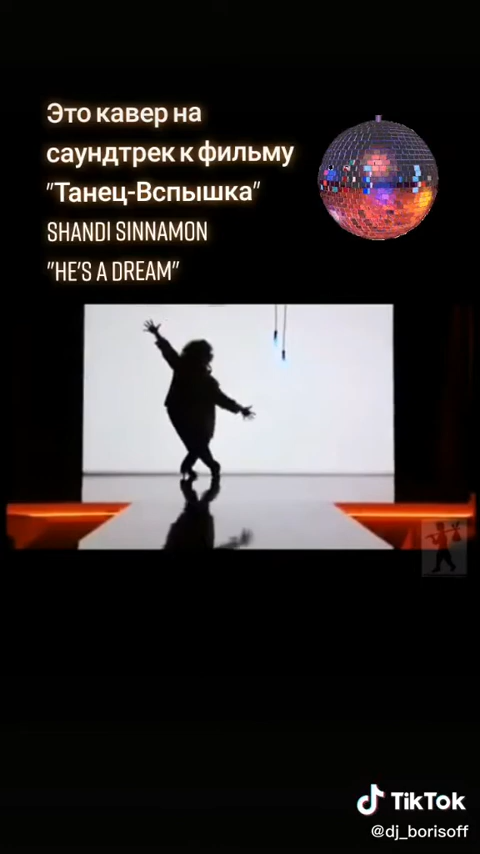 Это кавер на
саундтрек к фильму
"Танец-Вспышка"
SHANDI SINNAMON
"HE'S A DREAM"
TikTok
@dj_borisoff